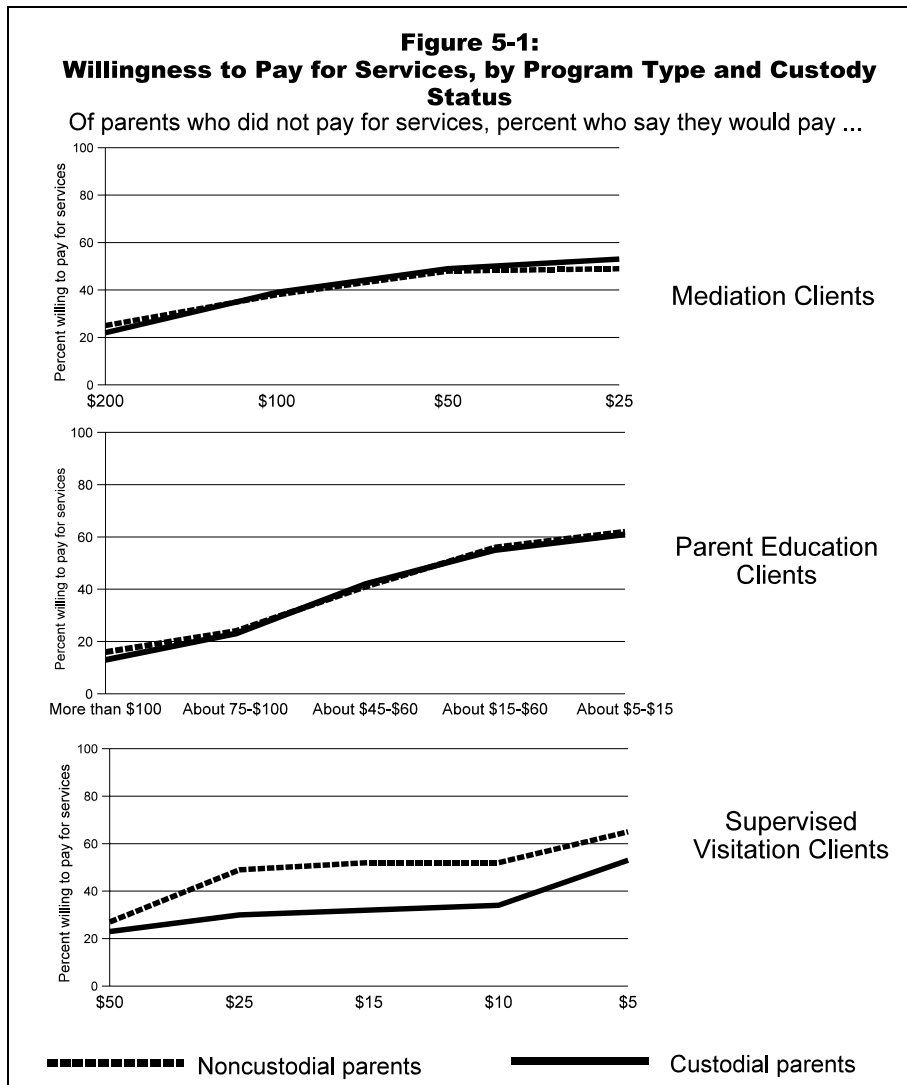 Figure 5-1:
Willingness to Pay for Services, by Program Type and Custody
Status
Of parents who did not pay for services, percent who say they would pay ...
Percent willing to pay for services
100
80
60
40
20
0
$200 $100 $50 $25
Mediation Clients
Percent willing to pay for services
100
80
60
40
20
0
More than $100 About 75-$100 About $45-$60 About $15-$60 About $5-$15
Parent Education
Clients
Percent willing to pay for services
100
80
60
40
20
0
$50 $25 $15 $10 $5
Supervised
Visitation Clients
Noncustodial parents Custodial parents